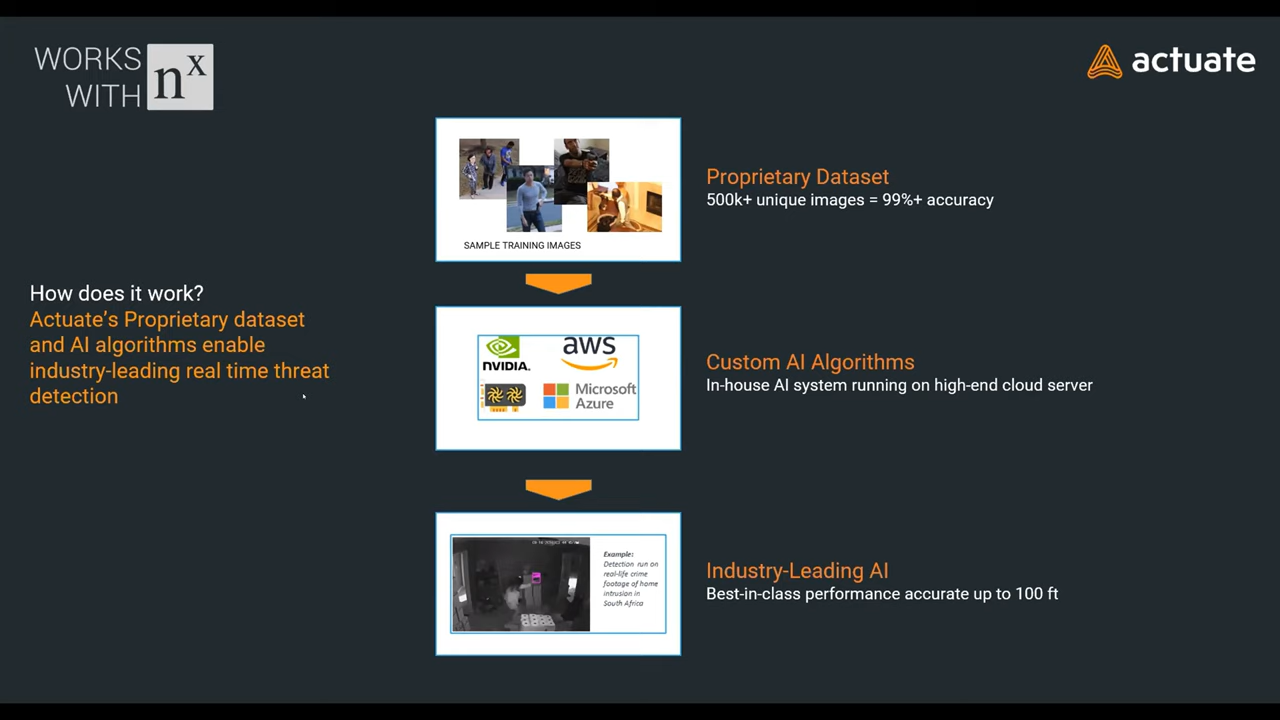 WORKS
WITH
nx
actuate
SAMPLE TRAINING IMAGES
Proprietary Dataset
500k+ unique images = 99%+ accuracy
How does it work?
Actuate's Proprietary dataset
and AI algorithms enable
industry-leading real time threat
detection
NVIDIA.
aws
Microsoft
Azure
Custom AI Algorithms
In-house AI system running on high-end cloud server
Example:
Detection run on
real-life crime
footage of home
intrusion in
South Africa
Industry-Leading AI
Best-in-class performance accurate up to 100 ft